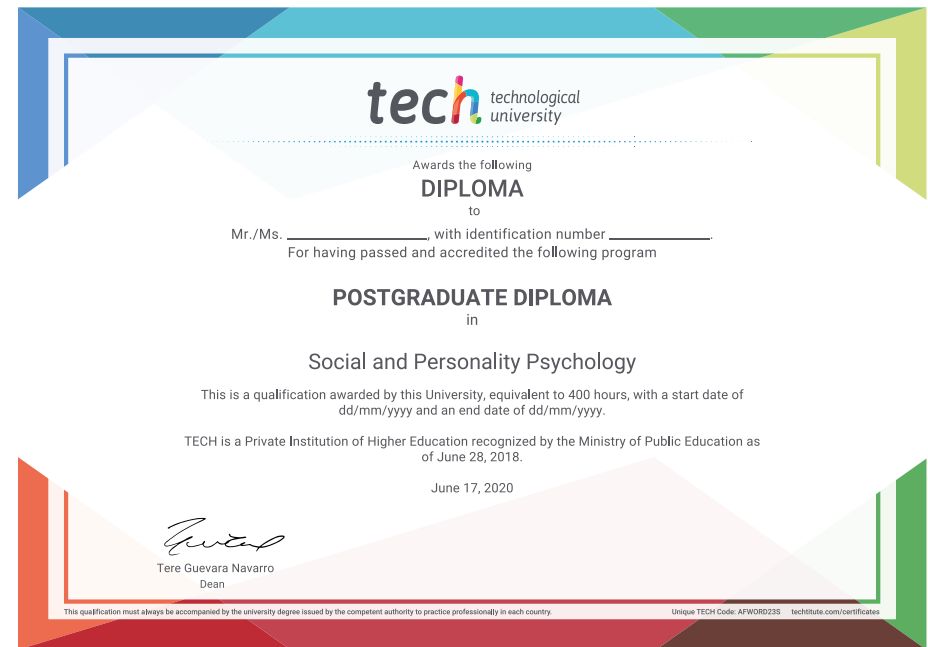 tech technological
university
Awards the following
DIPLOMA
to
Mr./Ms. ____________________, with identification number ______________.
For having passed and accredited the following program
POSTGRADUATE DIPLOMA
in
Social and Personality Psychology
This is a qualification awarded by this University, equivalent to 400 hours, with a start date of
dd/mm/yyyy and an end date of dd/mm/yyyy.
TECH is a Private Institution of Higher Education recognized by the Ministry of Public Education as
of June 28, 2018.
June 17, 2020
Tere Guevara Navarro
Dean
This qualification must always be accompanied by the university degree issued by the competent authority to practice professionally in each country.
Unique TECH Code: AFWORD23S techtitute.com/certificates